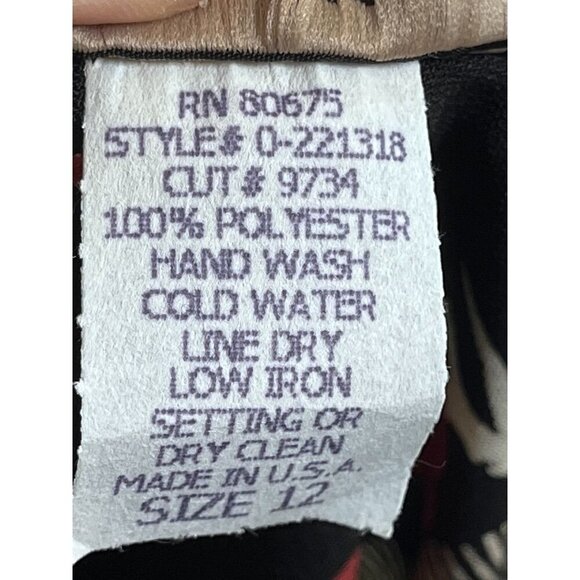 RN 80675
STYLE# 0-221318
CUT# 9734
100% POLYESTER
HAND WASH
COLD WATER
LINE DRY
LOW IRON
SETTING OR
DRY CLEAN
MADE IN U.S.A.
SIZE 12